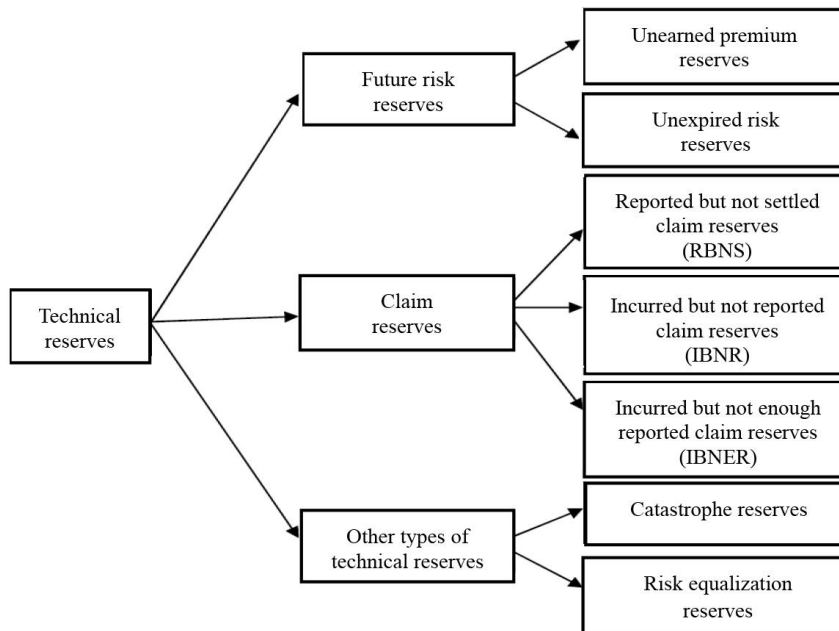 Technical
reserves
Future risk
reserves
Unearned premium
reserves
Unexpired risk
reserves
Claim
reserves
Reported but not settled
claim reserves
(RBNS)
Incurred but not reported
claim reserves
(IBNR)
Incurred but not enough
reported claim reserves
(IBNER)
Other types of
technical reserves
Catastrophe reserves
Risk equalization
reserves